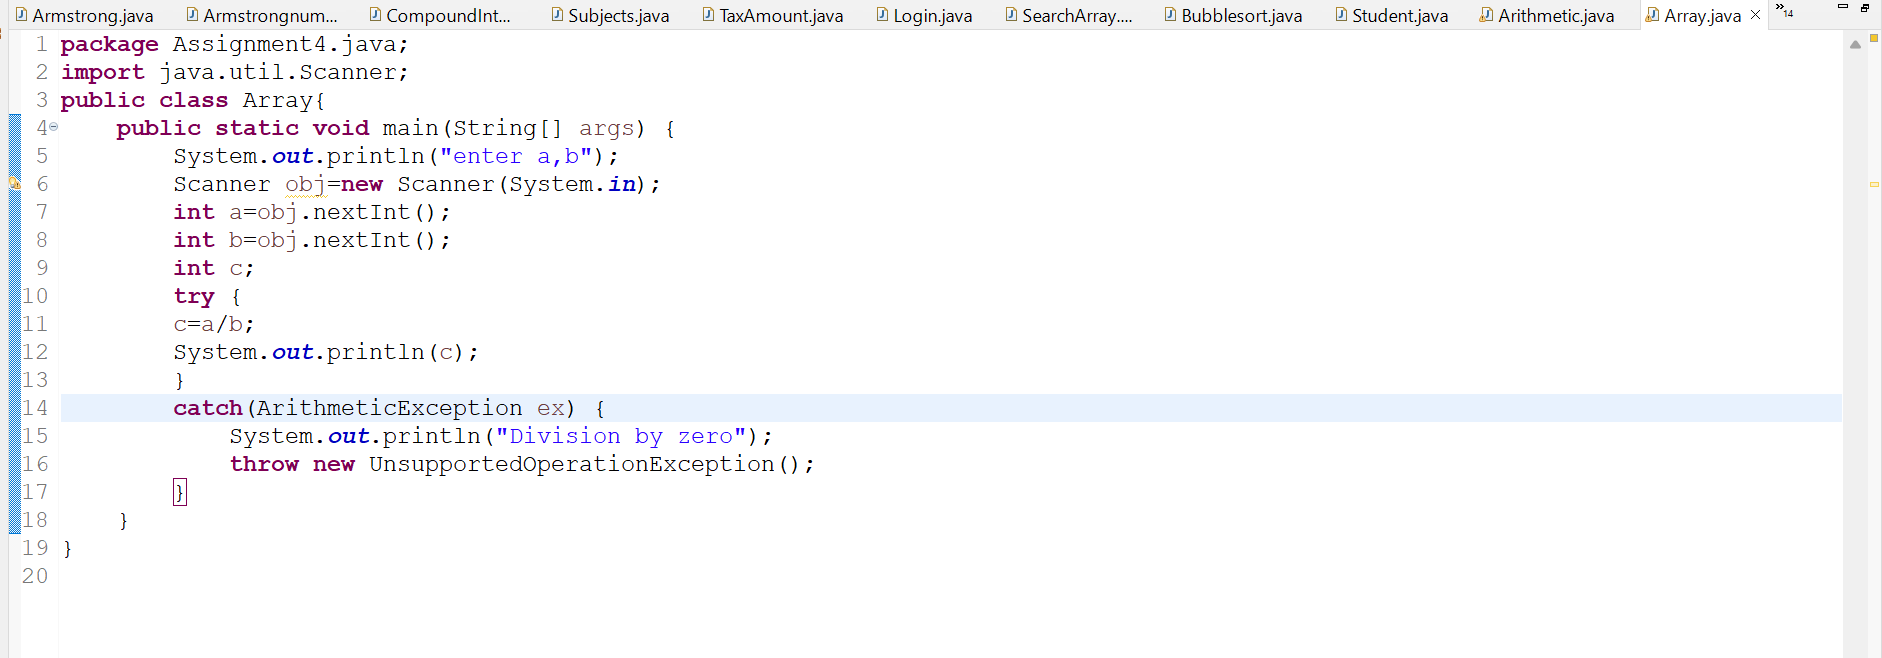 Armstrong.java Armstrongnum... CompoundInt... Subjects.java TaxAmount.java Login.java SearchArray.... Bubblesort.java Student.java Arithmetic.java Array.java 14
1 package Assignment4.java;
2 import java.util.Scanner;
3 public class Array{
4 public static void main(String[] args) {
5 System.out.println("enter a,b");
6 Scanner obj=new Scanner(System.in);
7 int a=obj.nextInt();
8 int b=obj.nextInt();
9 int c;
10 try {
11 c=a/b;
12 System.out.println(c);
13 }
14 catch(ArithmeticException ex) {
15 System.out.println("Division by zero");
16 throw new UnsupportedOperationException();
17 }
18 }
19 }
20